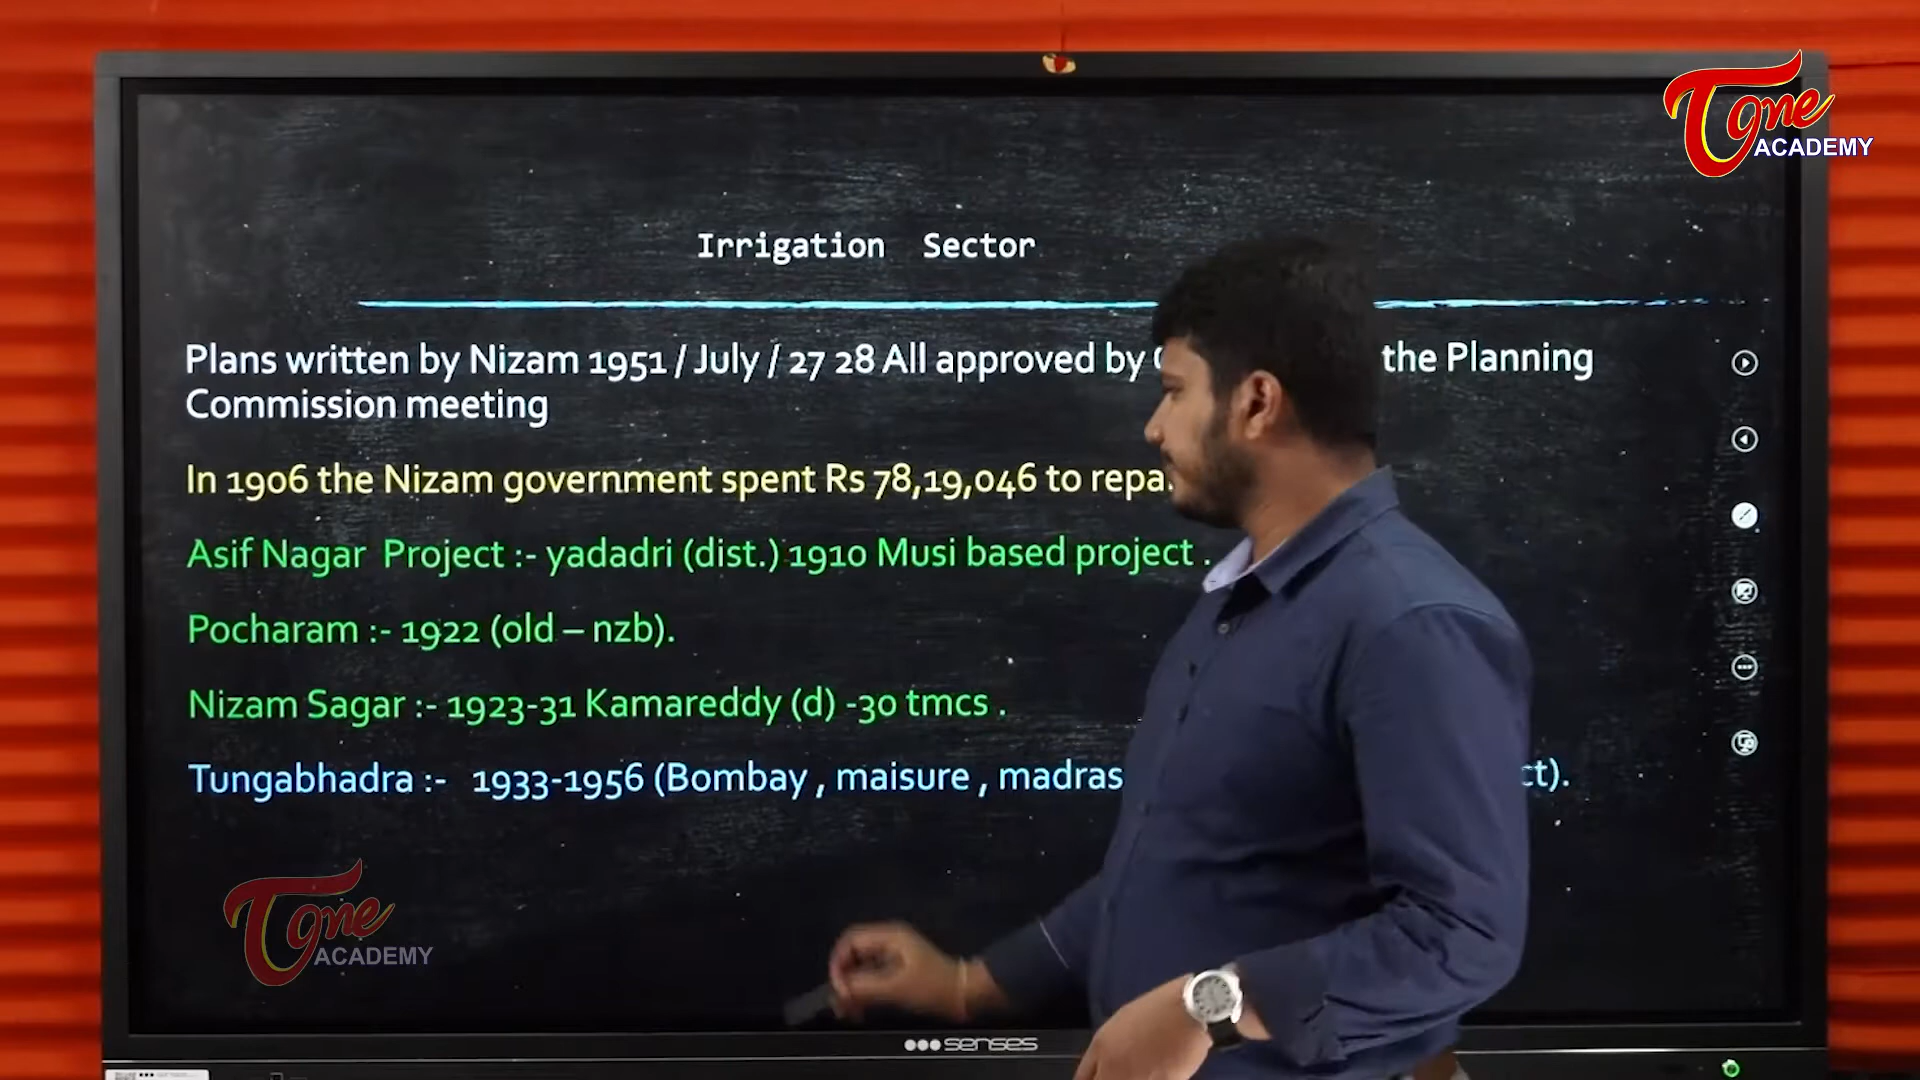 Tone
ACADEMY
Irrigation Sector
Plans written by Nizam 1951 / July / 27 28 All approved by the Planning
Commission meeting
In 1906 the Nizam government spent Rs 78,19,046 to
Asif Nagar Project :- yadadri (dist.) 1910 Musi based project .
Pocharam :- 1922 (old – nzb).
Nizam Sagar :- 1923-31 Kamareddy (d) -30 tmcs .
Tungabhadra :- 1933-1956 (Bombay , maisure , madras
Tone
ACADEMY
senses